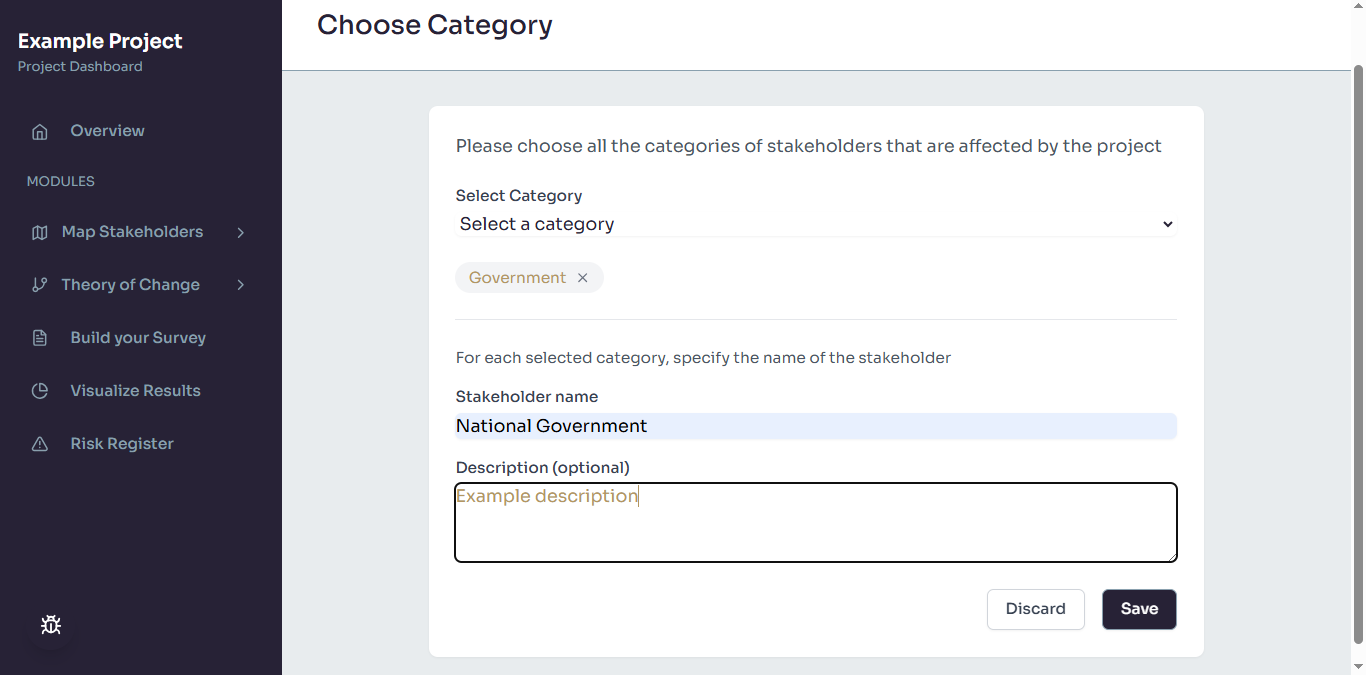 Example Project
Project Dashboard
Overview
MODULES
Map Stakeholders
Theory of Change
Build your Survey
Visualize Results
Risk Register
Choose Category
Please choose all the categories of stakeholders that are affected by the project
Select Category
Select a category
Government ×
For each selected category, specify the name of the stakeholder
Stakeholder name
National Government
Description (optional)
Example description
Discard
Save